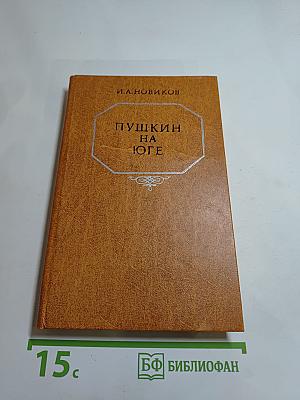 И.А.НОВИКОВ
ПУШКИН
НА
ЮГЕ
15с
БФ БИБЛИОФАН